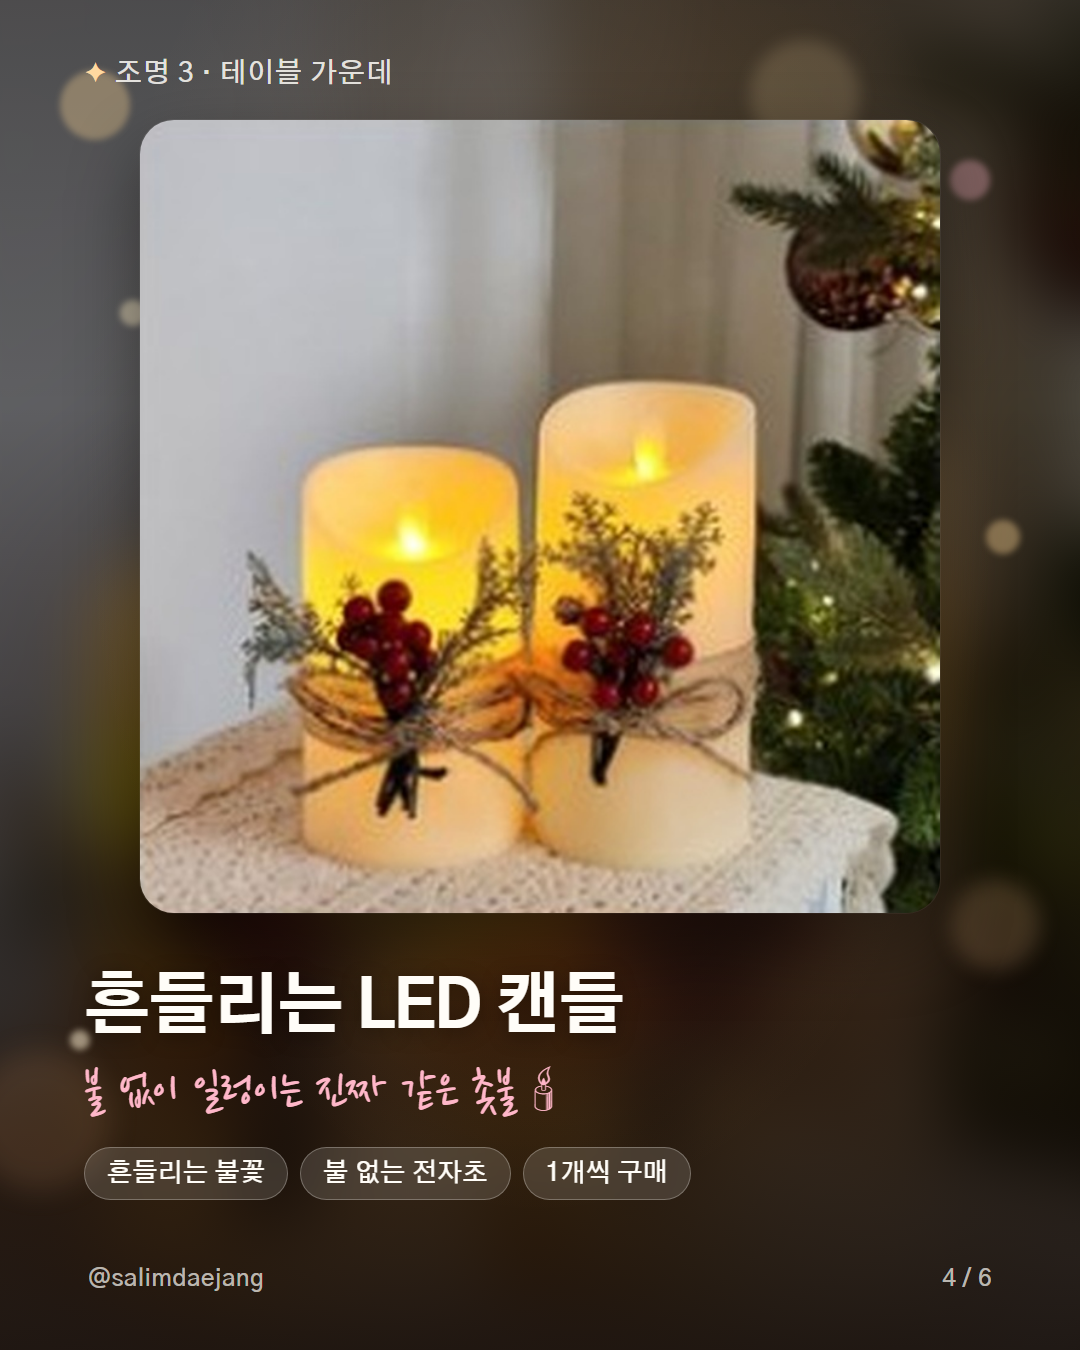 ✦ 조명 3 · 테이블 가운데
흔들리는 LED 캔들
불 없이 일렁이는 진짜 같은 촛불 🕯
흔들리는 불꽃
불 없는 전자초
1개씩 구매
@salimdaejang
4 / 6